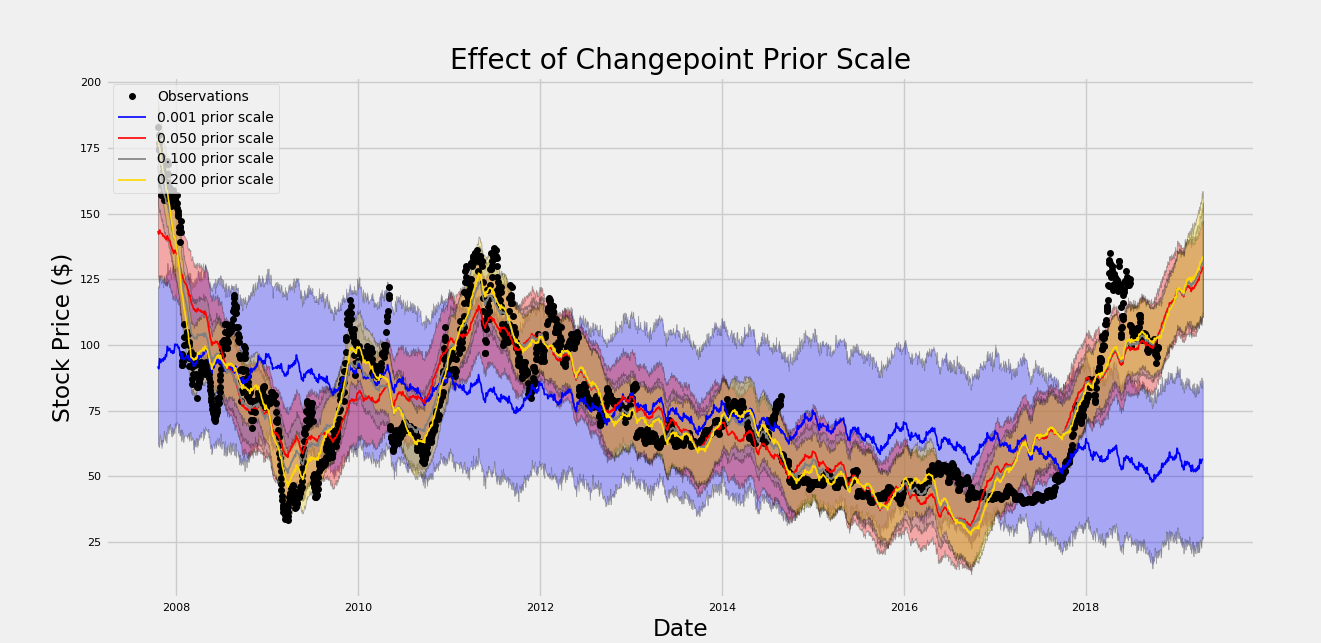 Effect of Changepoint Prior Scale
200
175
150
125
100
75
50
25
Stock Price ($)
Observations
0.001 prior scale
0.050 prior scale
0.100 prior scale
0.200 prior scale
2008
2010
2012
2014
2016
2018
Date